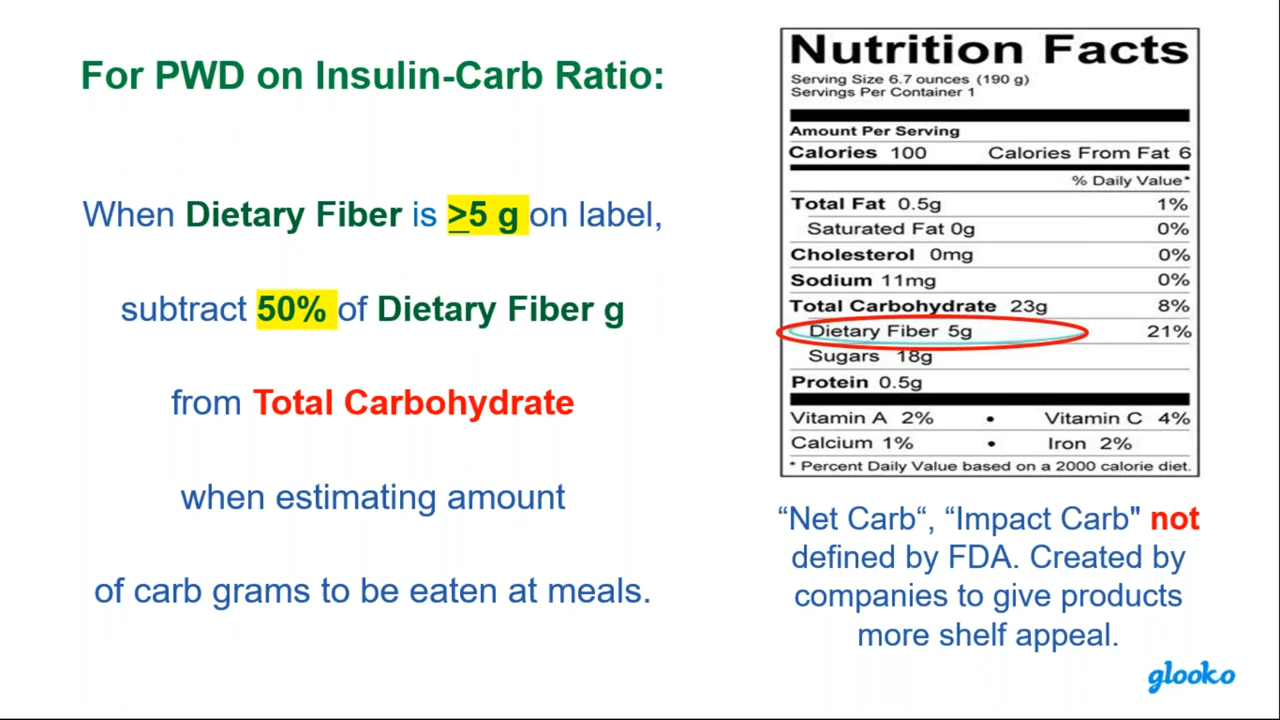 For PWD on Insulin-Carb Ratio:
When Dietary Fiber is ≥5 g on label,
subtract 50% of Dietary Fiber g
from Total Carbohydrate
when estimating amount
of carb grams to be eaten at meals.
Nutrition Facts
Serving Size 6.7 ounces (190 g)
Servings Per Container 1
Amount Per Serving
Calories 100 Calories From Fat 6
% Daily Value*
Total Fat 0.5g 1%
Saturated Fat 0g 0%
Cholesterol 0mg 0%
Sodium 11mg 0%
Total Carbohydrate 23g 8%
Dietary Fiber 5g 21%
Sugars 18g
Protein 0.5g
Vitamin A 2% • Vitamin C 4%
Calcium 1% • Iron 2%
* Percent Daily Value based on a 2000 calorie diet.
“Net Carb“, “Impact Carb" not
defined by FDA. Created by
companies to give products
more shelf appeal.
glooko